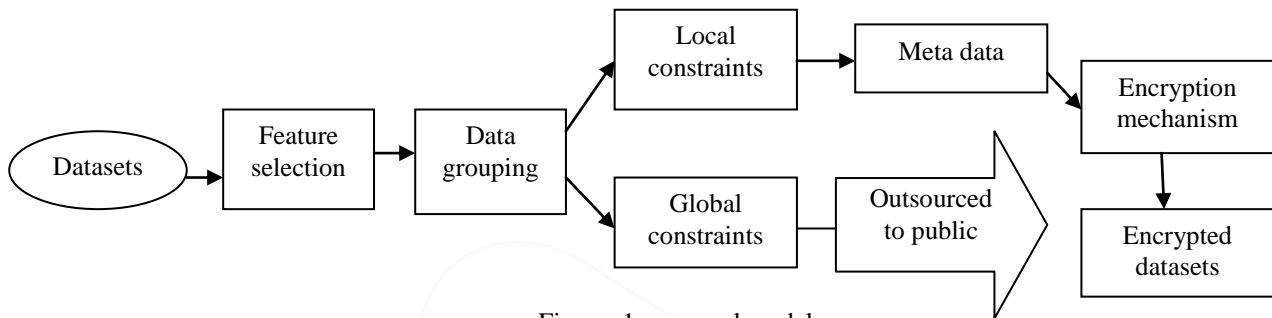 Datasets
Feature
selection
Data
grouping
Local
constraints
Meta data
Encryption
mechanism
Global
constraints
Outsourced
to public
Encrypted
datasets